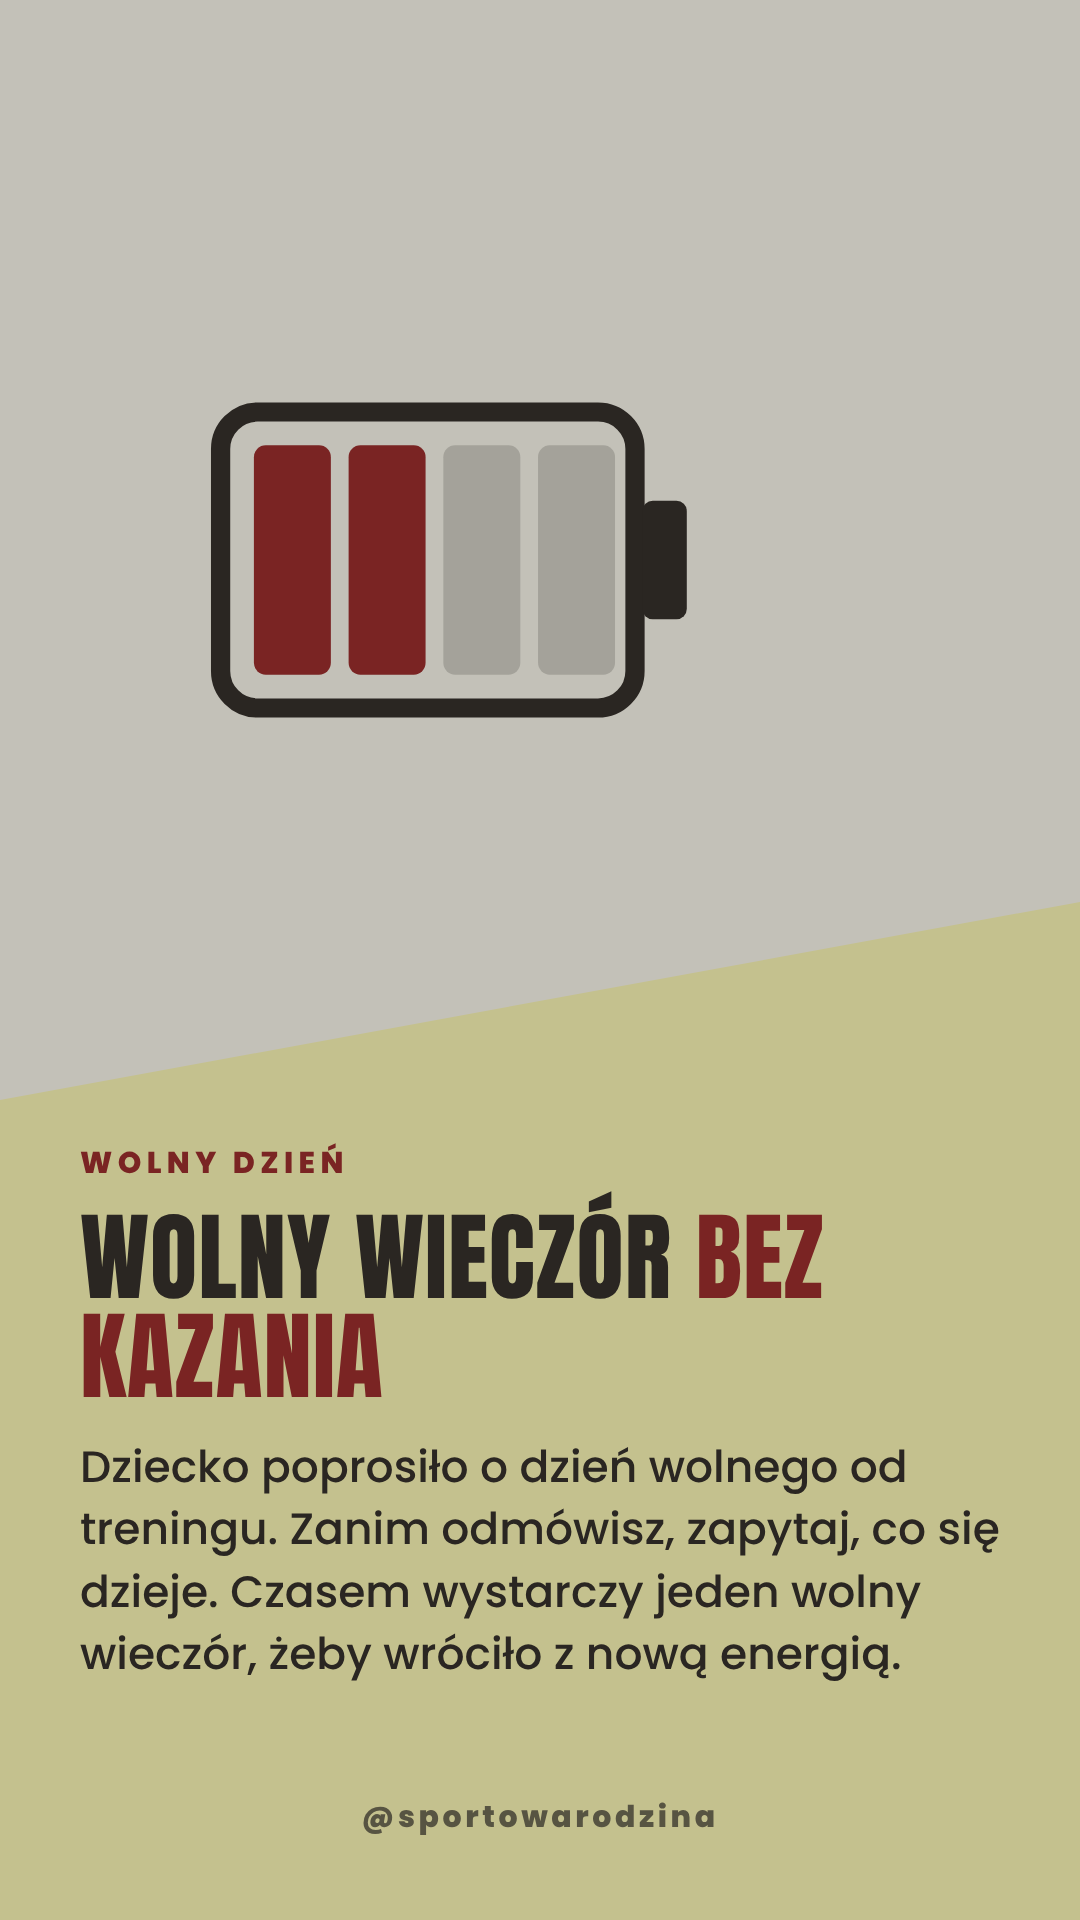 WOLNY DZIEŃ
WOLNY WIECZÓR BEZ
KAZANIA
Dziecko poprosiło o dzień wolnego od
treningu. Zanim odmówisz, zapytaj, co się
dzieje. Czasem wystarczy jeden wolny
wieczór, żeby wróciło z nową energią.
@sportowarodzina